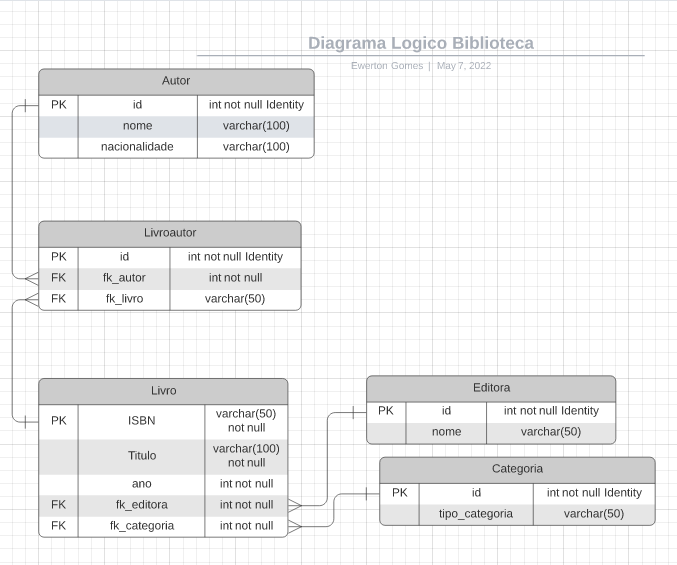 Diagrama Logico Biblioteca
Ewerton Gomes | May 7, 2022
Autor
PK id int not null Identity
nome varchar(100)
nacionalidade varchar(100)
Livroautor
PK id int not null Identity
FK fk_autor int not null
FK fk_livro varchar(50)
Livro
PK ISBN varchar(50) not null
Titulo varchar(100) not null
ano int not null
FK fk_editora int not null
FK fk_categoria int not null
Editora
PK id int not null Identity
nome varchar(50)
Categoria
PK id int not null Identity
tipo_categoria varchar(50)